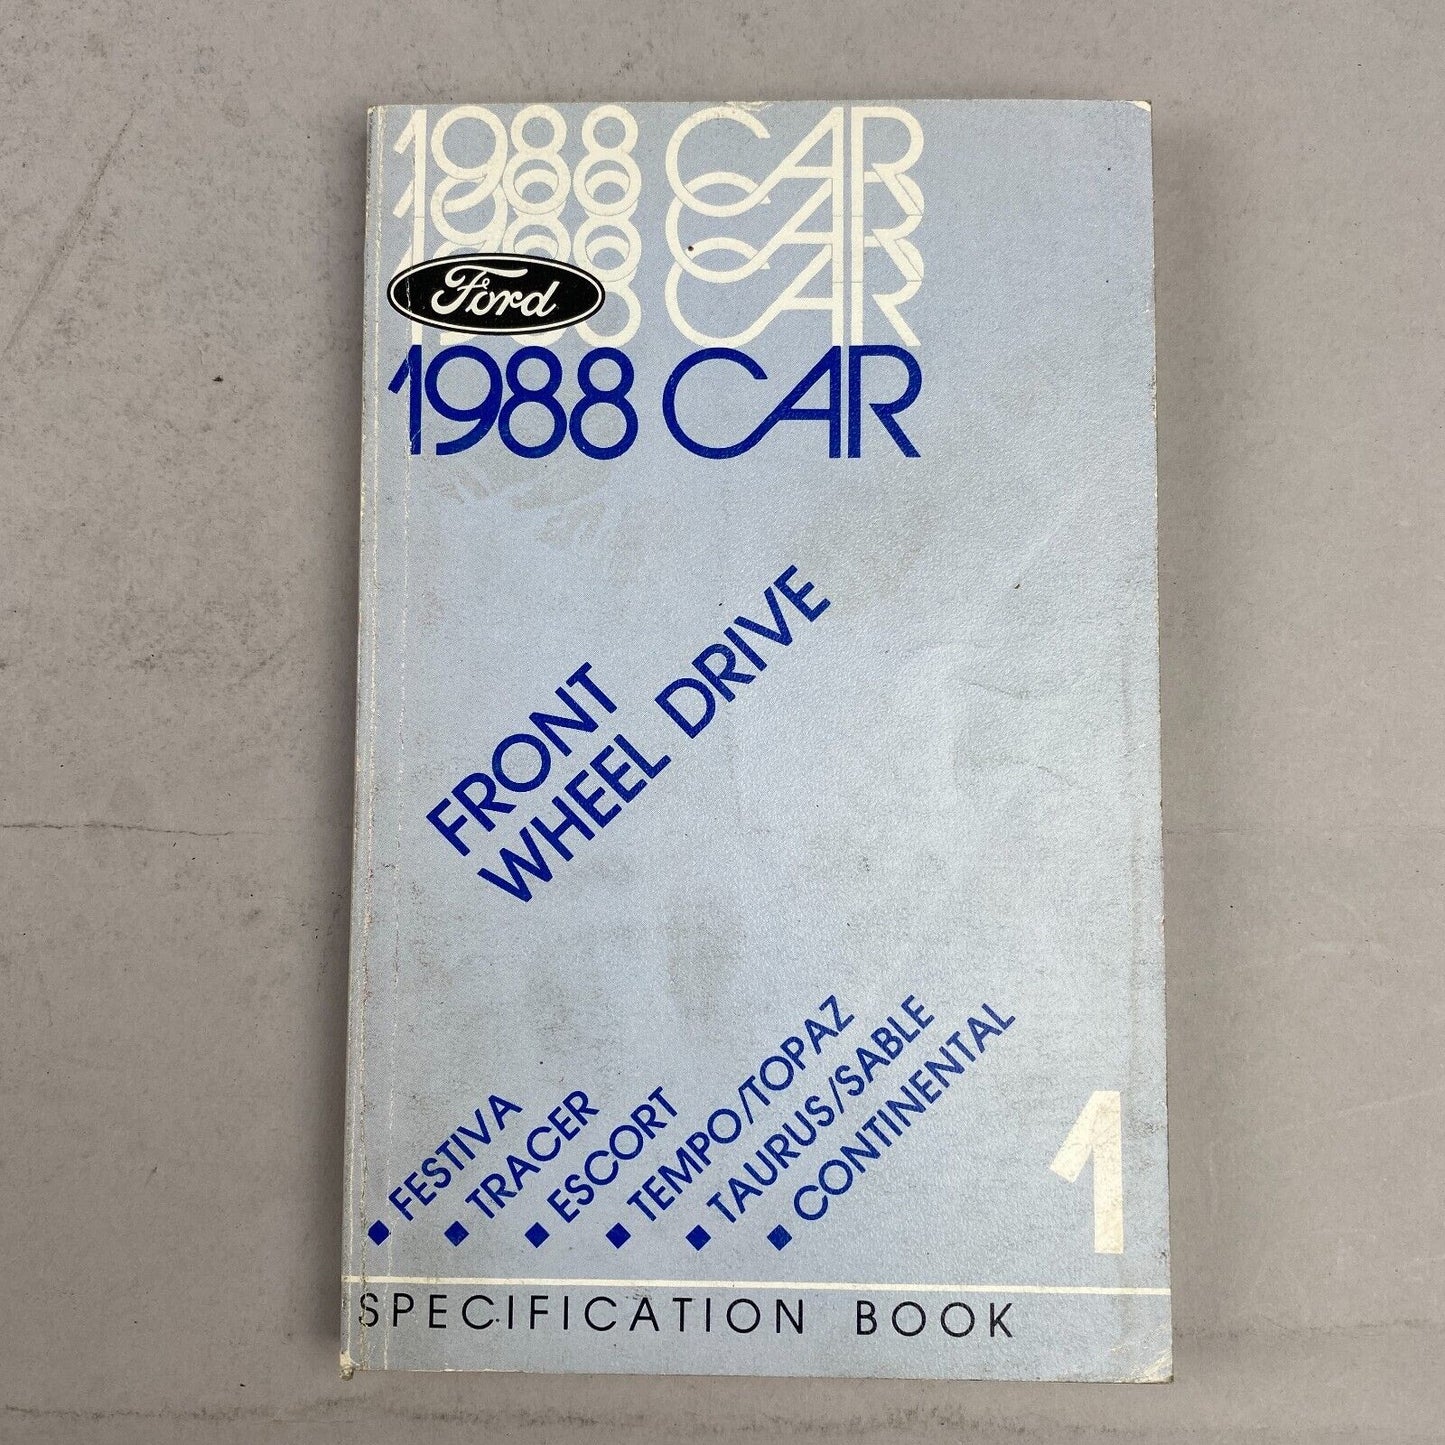 1988 CAR
1988 CAR
1988 CAR
Ford
1988 CAR
FRONT
WHEEL DRIVE
▪ FESTIVA
▪ TRACER
▪ ESCORT
▪ TEMPO/TOPAZ
▪ TAURUS/SABLE
▪ CONTINENTAL
1
SPECIFICATION BOOK